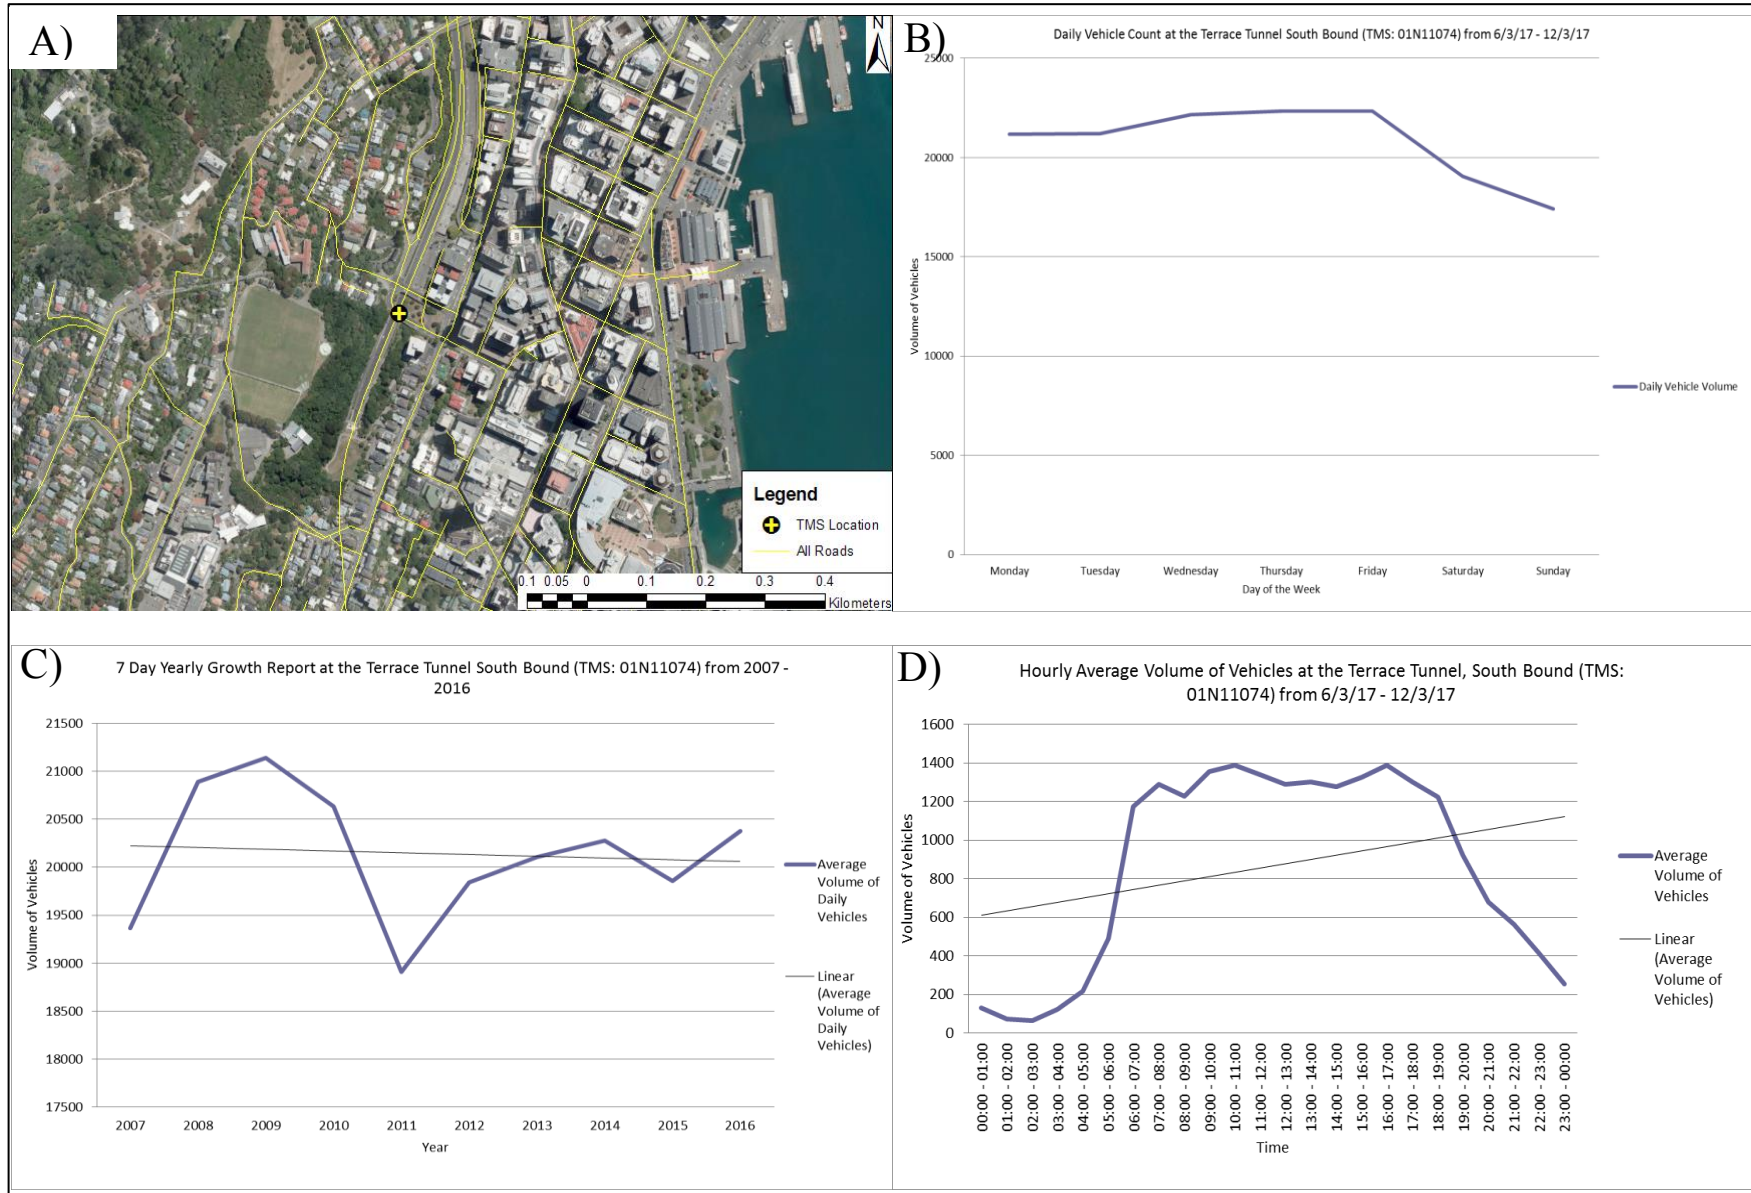 A)
N
Legend
TMS Location
All Roads
0.1 0.05 0 0.1 0.2 0.3 0.4
Kilometers
B)
Daily Vehicle Count at the Terrace Tunnel South Bound (TMS: 01N11074) from 6/3/17 - 12/3/17
25000
20000
15000
10000
5000
0
Volume of Vehicles
Monday Tuesday Wednesday Thursday Friday Saturday Sunday
Day of the Week
Daily Vehicle Volume
C)
7 Day Yearly Growth Report at the Terrace Tunnel South Bound (TMS: 01N11074) from 2007 -
2016
21500
21000
20500
20000
19500
19000
18500
18000
17500
Volume of Vehicles
2007 2008 2009 2010 2011 2012 2013 2014 2015 2016
Year
Average
Volume of
Daily
Vehicles
Linear
(Average
Volume of
Daily
Vehicles)
D)
Hourly Average Volume of Vehicles at the Terrace Tunnel, South Bound (TMS:
01N11074) from 6/3/17 - 12/3/17
1600
1400
1200
1000
800
600
400
200
0
Volume of Vehicles
00:00 - 01:00
01:00 - 02:00
02:00 - 03:00
03:00 - 04:00
04:00 - 05:00
05:00 - 06:00
06:00 - 07:00
07:00 - 08:00
08:00 - 09:00
09:00 - 10:00
10:00 - 11:00
11:00 - 12:00
12:00 - 13:00
13:00 - 14:00
14:00 - 15:00
15:00 - 16:00
16:00 - 17:00
17:00 - 18:00
18:00 - 19:00
19:00 - 20:00
20:00 - 21:00
21:00 - 22:00
22:00 - 23:00
23:00 - 00:00
Time
Average
Volume of
Vehicles
Linear
(Average
Volume of
Vehicles)